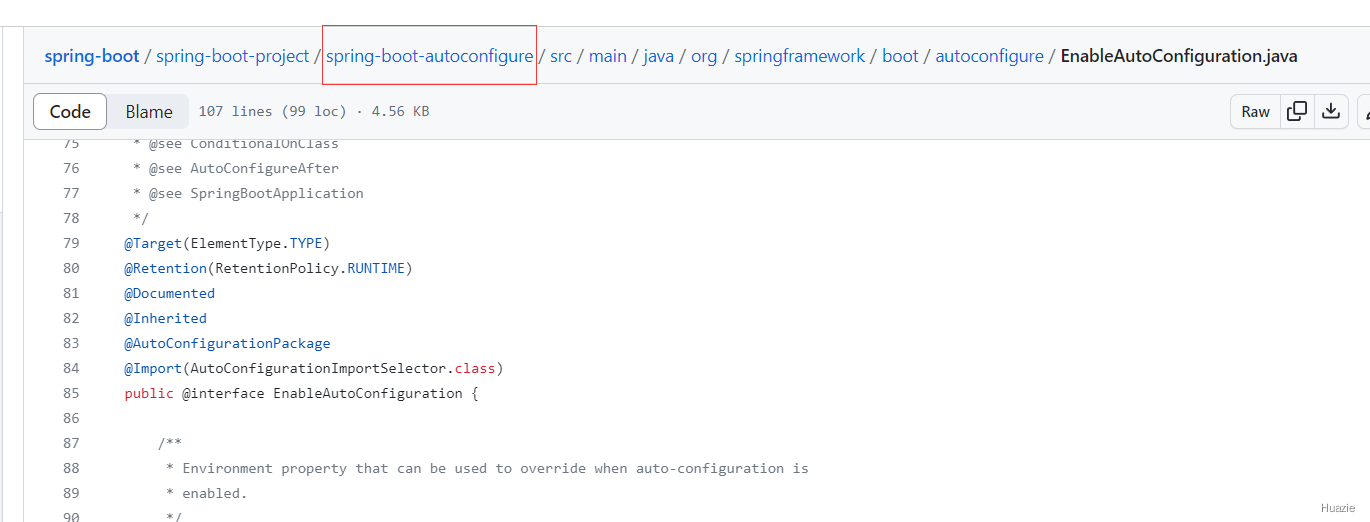 spring-boot / spring-boot-project / spring-boot-autoconfigure / src / main / java / org / springframework / boot / autoconfigure / EnableAutoConfiguration.java
Code Blame 107 lines (99 loc) · 4.56 KB Raw
75 * @see ConditionalOnClass
76 * @see AutoConfigureAfter
77 * @see SpringBootApplication
78 */
79 @Target(ElementType.TYPE)
80 @Retention(RetentionPolicy.RUNTIME)
81 @Documented
82 @Inherited
83 @AutoConfigurationPackage
84 @Import(AutoConfigurationImportSelector.class)
85 public @interface EnableAutoConfiguration {
86
87 /**
88 * Environment property that can be used to override when auto-configuration is
89 * enabled.
90 */
Huazie